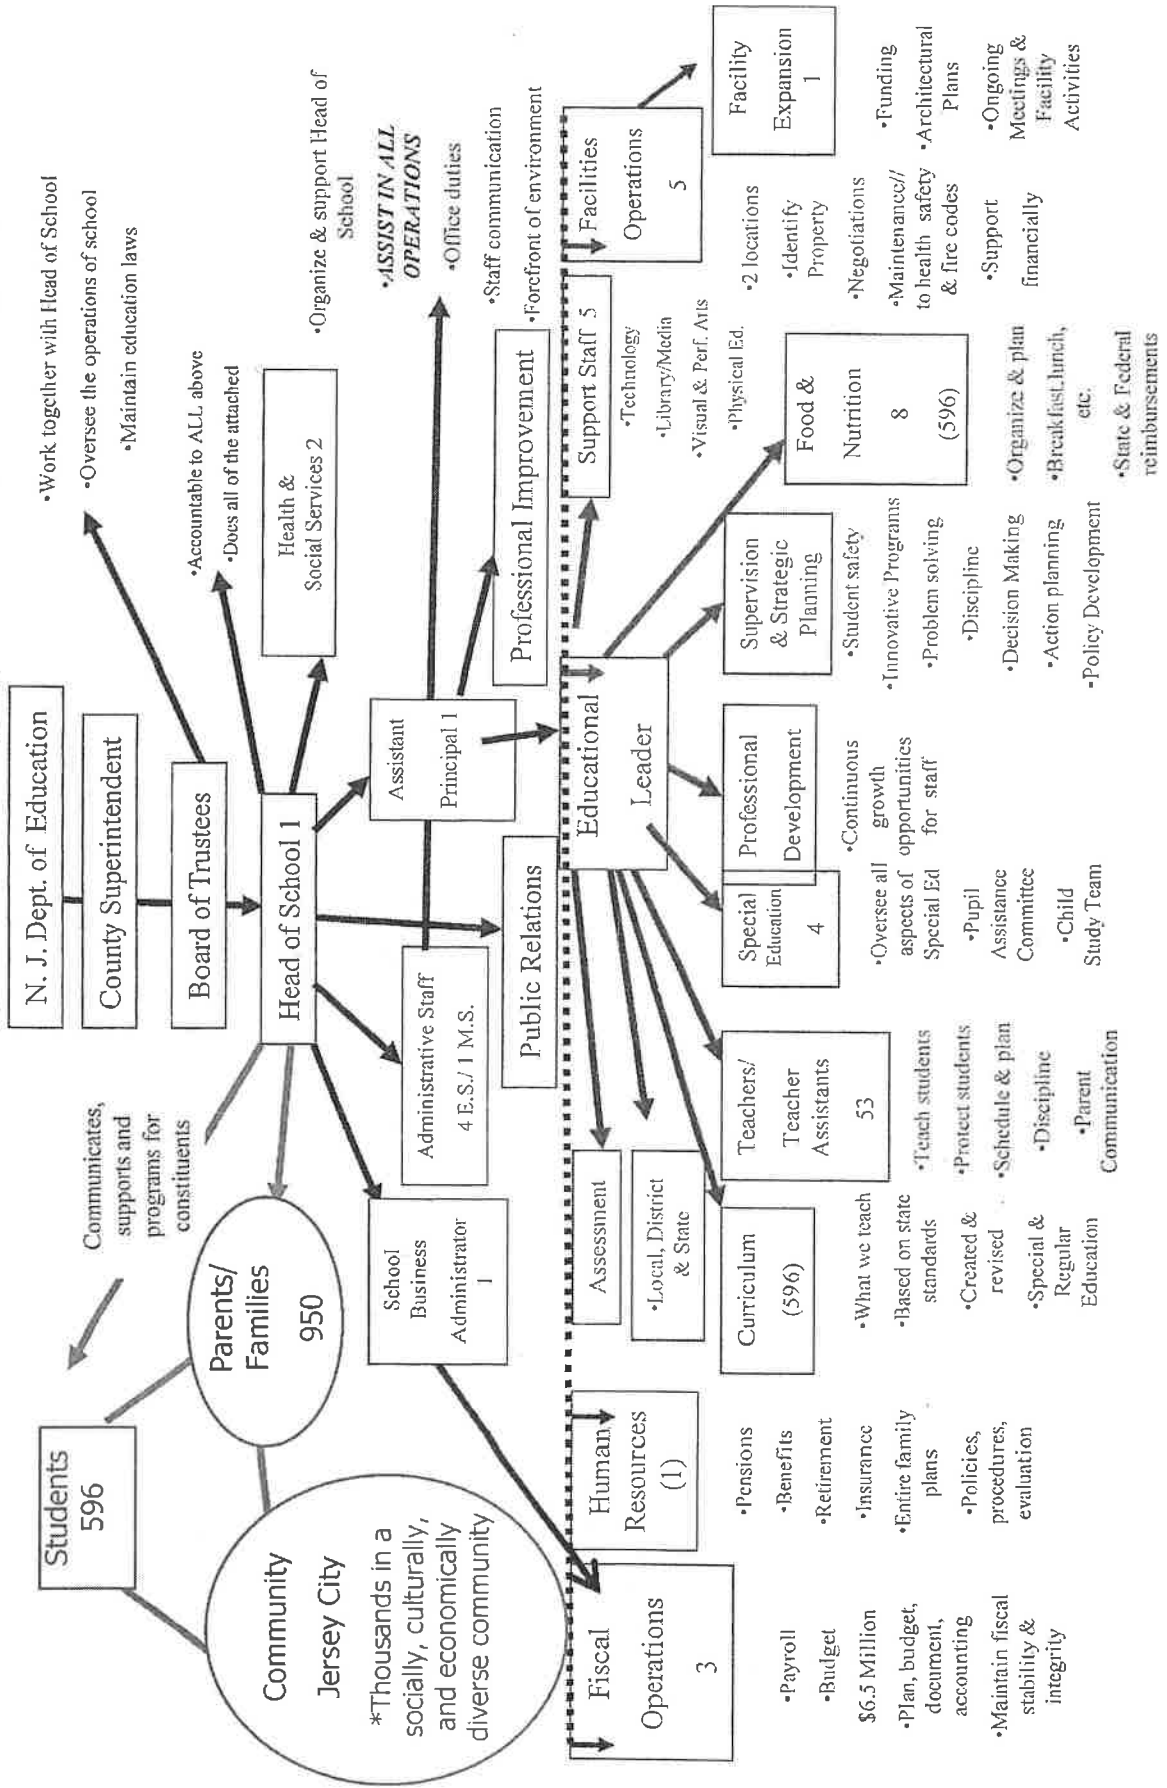 N. J. Dept. of Education
County Superintendent
Board of Trustees
Head of School 1
•Work together with Head of School
•Oversee the operations of school
•Maintain education laws
•Accountable to ALL above
•Does all of the attached
Health &
Social Services 2
•Organize & support Head of
School
•ASSIST IN ALL
OPERATIONS
•Office duties
•Staff communication
•Forefront of environment
Communicates,
supports and
programs for
constituents
Students
596
Parents/
Families
950
Community
Jersey City
*Thousands in a
socially, culturally,
and economically
diverse community
School
Business
Administrator
1
Administrative Staff
4 E.S./ 1 M.S.
Assistant
Principal 1
Public Relations
Professional Improvement
Fiscal
Operations
3
•Payroll
•Budget
$6.5 Million
•Plan, budget,
document,
accounting
•Maintain fiscal
stability &
integrity
Human
Resources
(1)
•Pensions
•Benefits
•Retirement
•Insurance
•Entire family
plans
•Policies,
procedures,
evaluation
Assessment
•Local, District
& State
Curriculum
(596)
•What we teach
•Based on state
standards
•Created &
revised
•Special &
Regular
Education
Teachers/
Teacher
Assistants
53
•Teach students
•Protect students
•Schedule & plan
•Discipline
•Parent
Communication
Educational
Leader
Special
Education
4
•Oversee all
aspects of
Special Ed
•Pupil
Assistance
Committee
•Child
Study Team
Professional
Development
•Continuous
growth
opportunities
for staff
Supervision
& Strategic
Planning
•Student safety
•Innovative Programs
•Problem solving
•Discipline
•Decision Making
•Action planning
•Policy Development
Support Staff 5
•Technology
•Library/Media
•Visual & Perf. Arts
•Physical Ed.
Food &
Nutrition
8
(596)
•Organize & plan
•Breakfast,lunch,
etc.
•State & Federal
reimbursements
Facilities
Operations
5
•2 locations
•Identify
Property
•Negotiations
•Maintenance//
to health safety
& fire codes
•Support
financially
Facility
Expansion
1
•Funding
•Architectural
Plans
•Ongoing
Meetings &
Facility
Activities